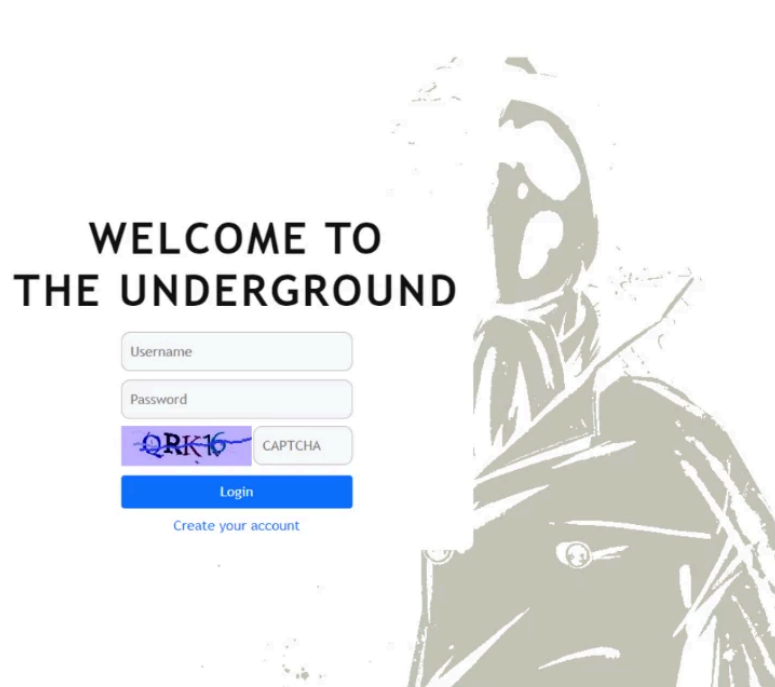 WELCOME TO
THE UNDERGROUND
Username
Password
QRK16 CAPTCHA
Login
Create your account